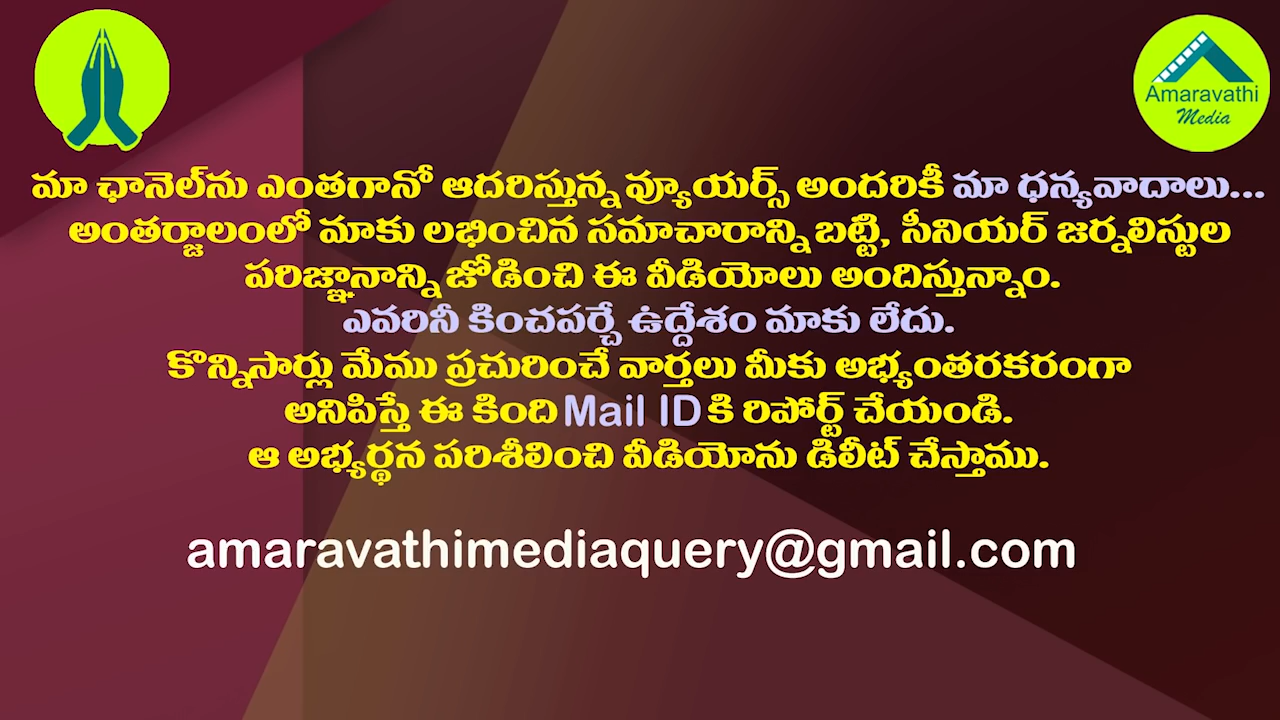 Amaravathi
Media
మా ఛానెల్‌ను ఎంతగానో ఆదరిస్తున్న వ్యూయర్స్ అందరికీ మా ధన్యవాదాలు...
అంతర్జాలంలో మాకు లభించిన సమాచారాన్ని బట్టి, సీనియర్ జర్నలిస్టుల
పరిజ్ఞానాన్ని జోడించి ఈ వీడియోలు అందిస్తున్నాం.
ఎవరినీ కించపర్చే ఉద్దేశం మాకు లేదు.
కొన్నిసార్లు మేము ప్రచురించే వార్తలు మీకు అభ్యంతరకరంగా
అనిపిస్తే ఈ కింది Mail ID కి రిపోర్ట్ చేయండి.
ఆ అభ్యర్థన పరిశీలించి వీడియోను డిలీట్ చేస్తాము.
amaravathimediaquery@gmail.com